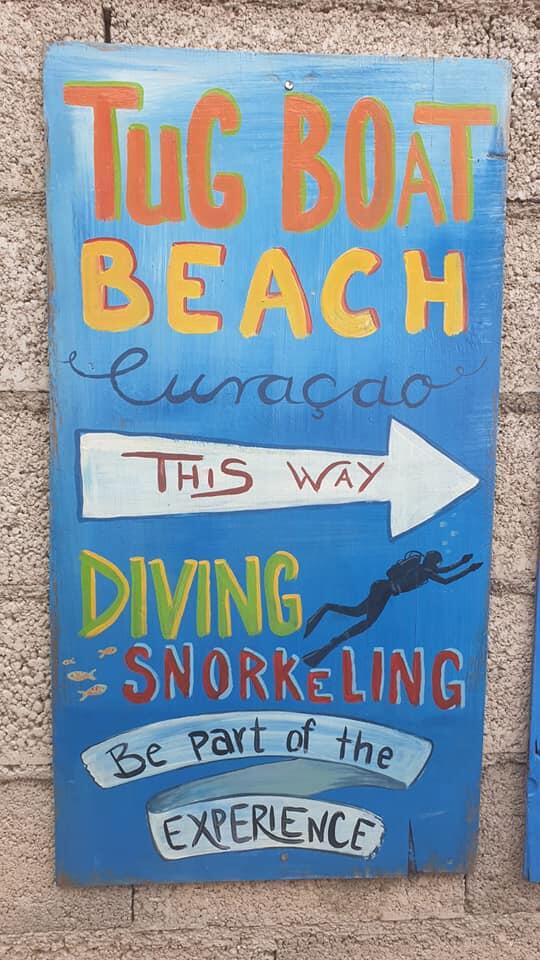 TUG BOAT
BEACH
Curaçao
THIS WAY
DIVING
SNORKELING
Be part of the
EXPERIENCE